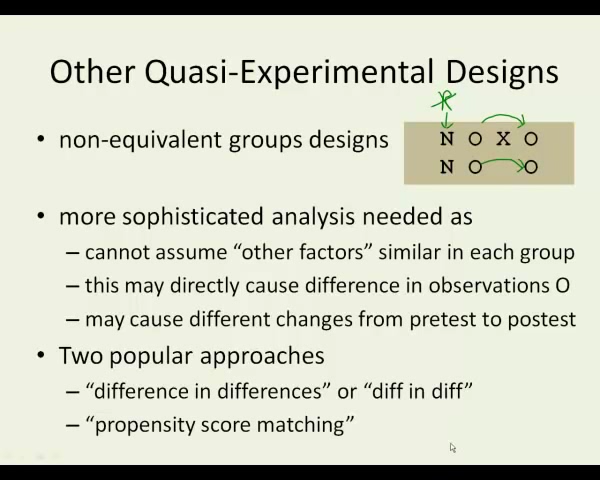 Other Quasi-Experimental Designs
R
• non-equivalent groups designs
N O X O
N O O
• more sophisticated analysis needed as
– cannot assume “other factors” similar in each group
– this may directly cause difference in observations O
– may cause different changes from pretest to postest
• Two popular approaches
– “difference in differences” or “diff in diff”
– “propensity score matching”